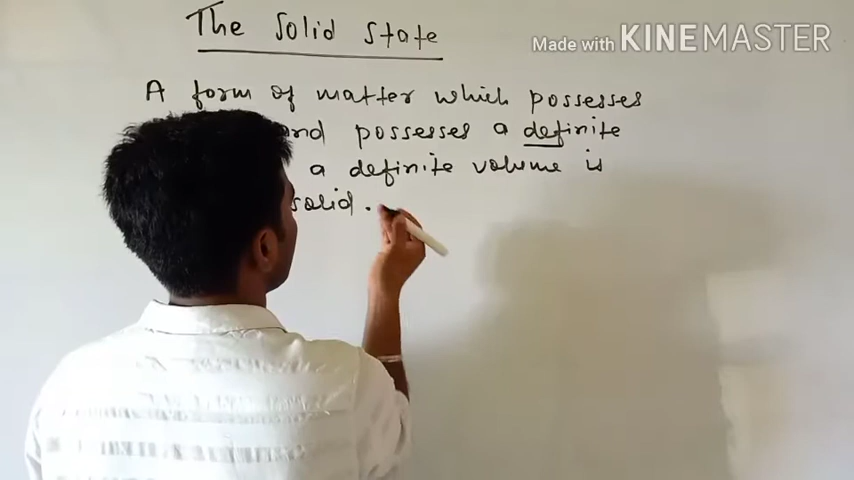 The Solid State
Made with KINEMASTER
A form of matter which possesses
and possesses a definite
a definite volume is
solid.